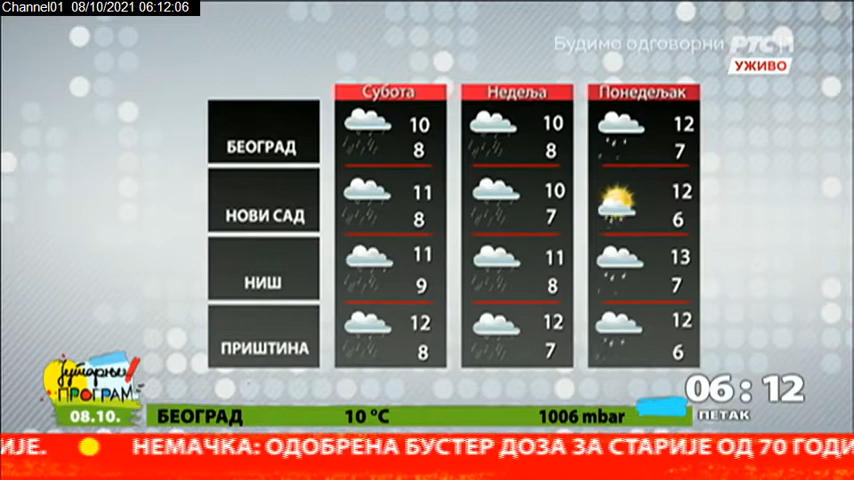 Channel01 08/10/2021 06:12:06
Будимо одговорни РТС1
УЖИВО
Субота Недеља Понедељак
БЕОГРАД 10 8 10 8 12 7
НОВИ САД 11 8 10 7 12 6
НИШ 11 9 11 8 13 7
ПРИШТИНА 12 8 12 7 12 6
Јутарњи
ПРОГРАМ
06:12
ПЕТАК
08.10. БЕОГРАД 10 °C 1006 mbar
ИЈЕ. НЕМАЧКА: ОДОБРЕНА БУСТЕР ДОЗА ЗА СТАРИЈЕ ОД 70 ГОДИ